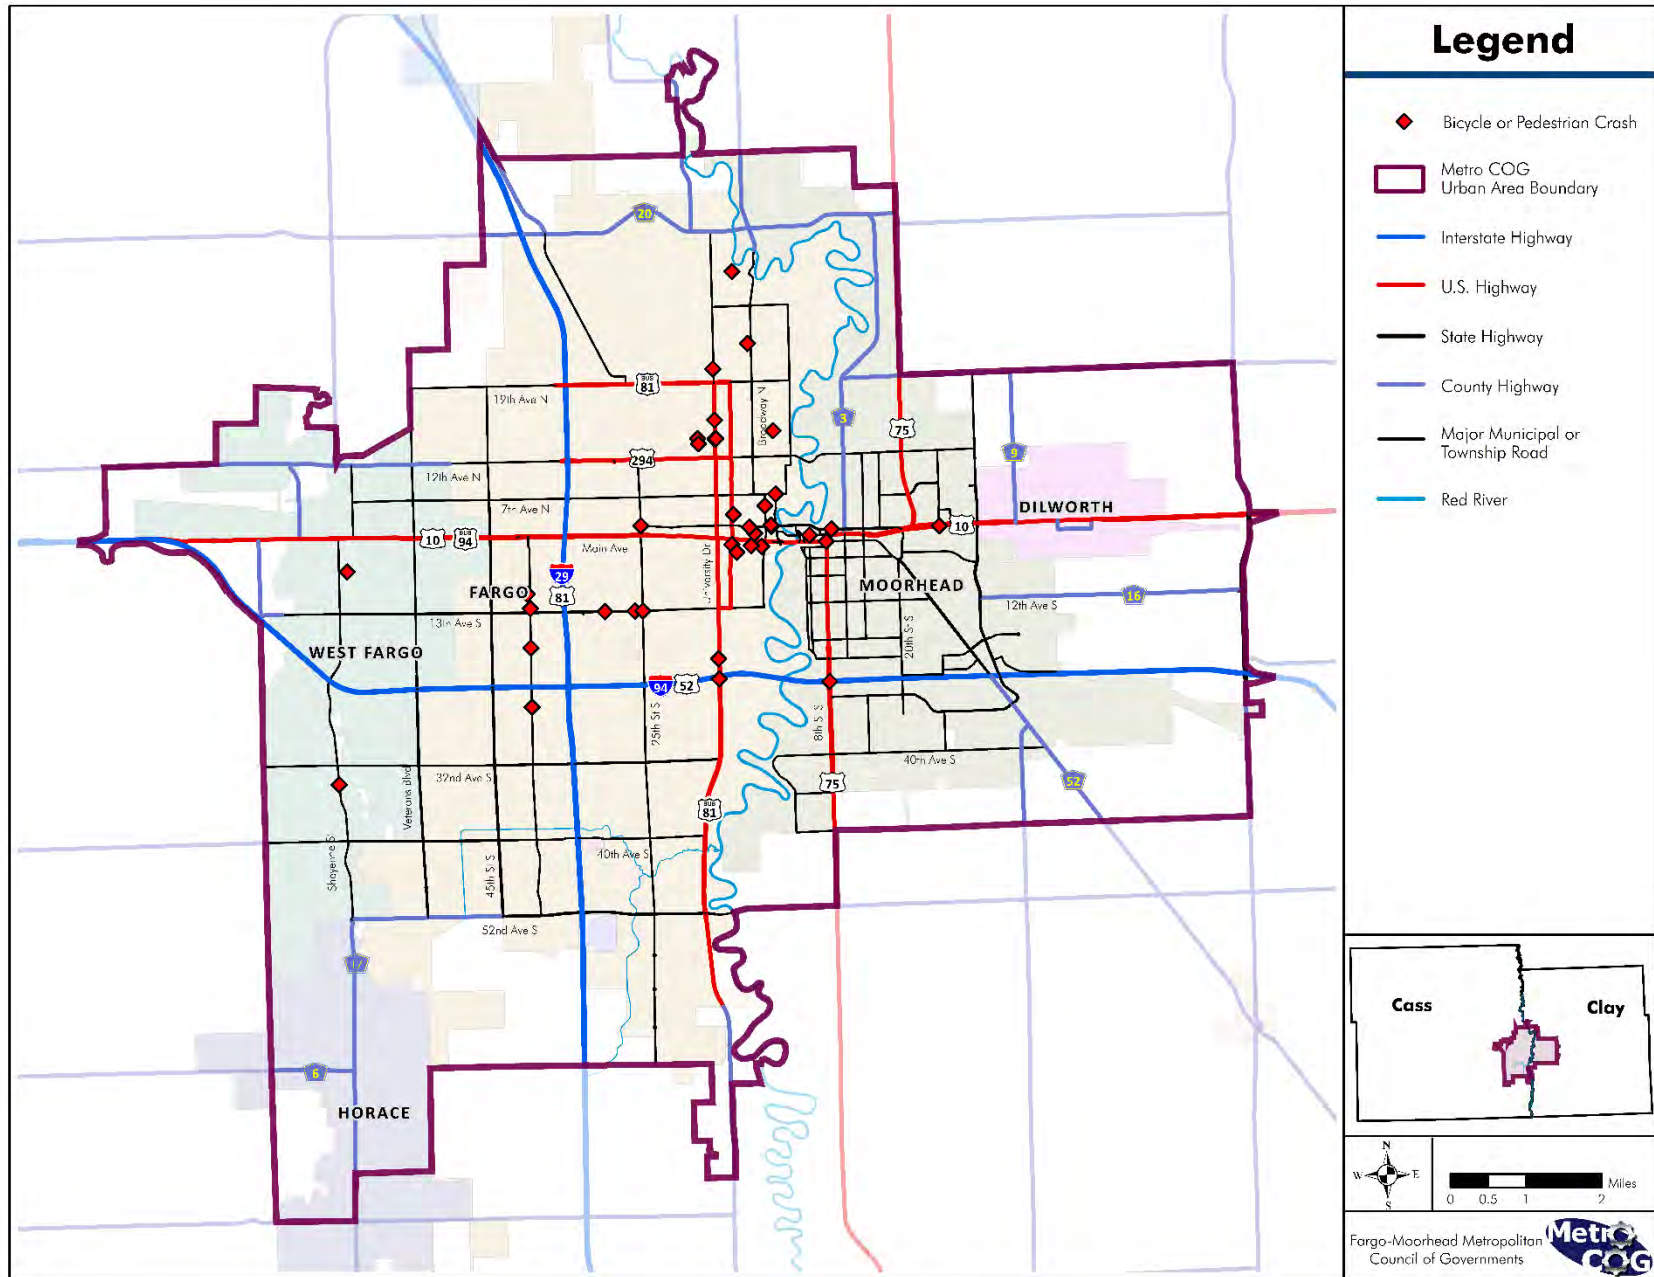 Legend
Bicycle or Pedestrian Crash
Metro COG
Urban Area Boundary
Interstate Highway
U.S. Highway
State Highway
County Highway
Major Municipal or
Township Road
Red River
20
BUS
81
19th Ave N
Broadway N
3
75
9
294
12th Ave N
7th Ave N
DILWORTH
10
BUS
94
Main Ave
10
29
81
FARGO
MOORHEAD
16
12th Ave S
13th Ave S
University Dr
20th St S
WEST FARGO
94
52
25th St S
8th St S
32nd Ave S
Veterans Blvd
40th Ave S
75
52
BUS
81
Sheyenne S
45th St S
40th Ave S
52nd Ave S
17
6
HORACE
Cass
Clay
N
W
E
S
0
0.5
1
2
Miles
Fargo-Moorhead Metropolitan
Council of Governments
Metro
COG